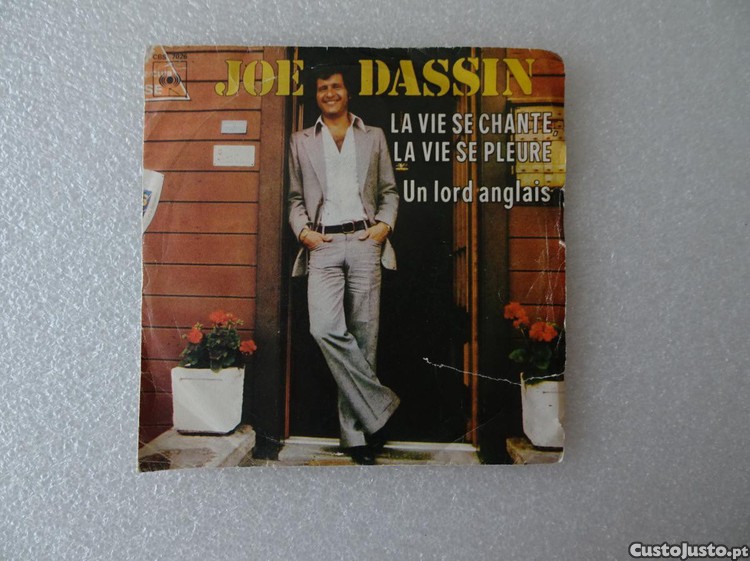 JOE DASSIN
LA VIE SE CHANTE,
LA VIE SE PLEURE
Un lord anglais
CustoJusto.pt